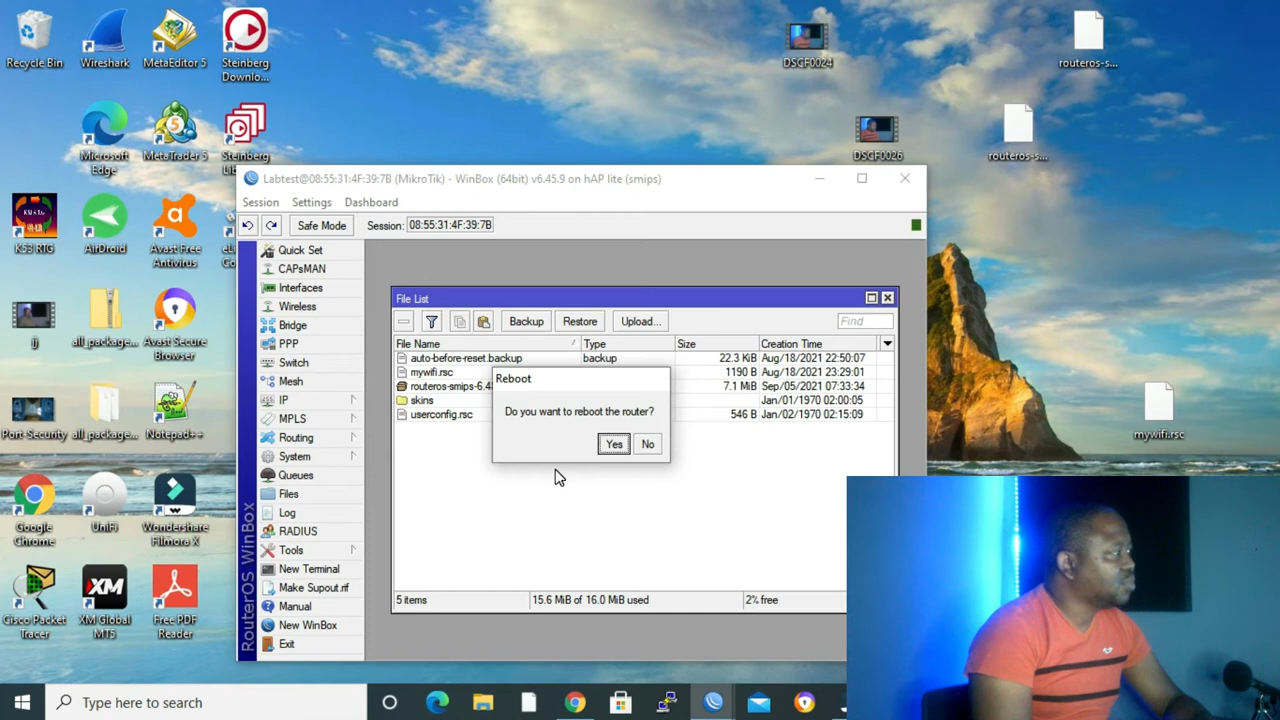 Recycle Bin
Wireshark
MetaEditor 5
Steinberg
Downlo...
DSCF0024
routeros-s...
Microsoft
Edge
MetaTrader 5
Steinberg
DSCF0026
routeros-s...
Labtest@08:55:31:4F:39:7B (MikroTik) - WinBox (64bit) v6.45.9 on hAP lite (smips)
Session Settings Dashboard
Safe Mode Session: 08:55:31:4F:39:7B
K53 RTG
AirDroid
Avast Free
Antivirus
ij
all_package...
Avast Secure
Browser
Port-Security
all_package...
Notepad++
Google
Chrome
UniFi
Wondershare
Filmora X
Cisco Packet
Tracer
XM
XM Global
MT5
Free PDF
Reader
RouterOS WinBox
Quick Set
CAPsMAN
Interfaces
Wireless
Bridge
PPP
Switch
Mesh
IP
MPLS
Routing
System
Queues
Files
Log
RADIUS
Tools
New Terminal
Make Supout.rif
Manual
New WinBox
Exit
File List
Backup Restore Upload... Find
File Name Type Size Creation Time
auto-before-reset.backup backup 22.3 KiB Aug/18/2021 22:50:07
mywifi.rsc 1190 B Aug/18/2021 23:29:01
routeros-smips-6.4 7.1 MiB Sep/05/2021 07:33:34
skins Jan/01/1970 02:00:05
userconfig.rsc 546 B Jan/02/1970 02:15:09
Reboot
Do you want to reboot the router?
Yes No
5 items 15.6 MiB of 16.0 MiB used 2% free
mywifi.rsc
Type here to search